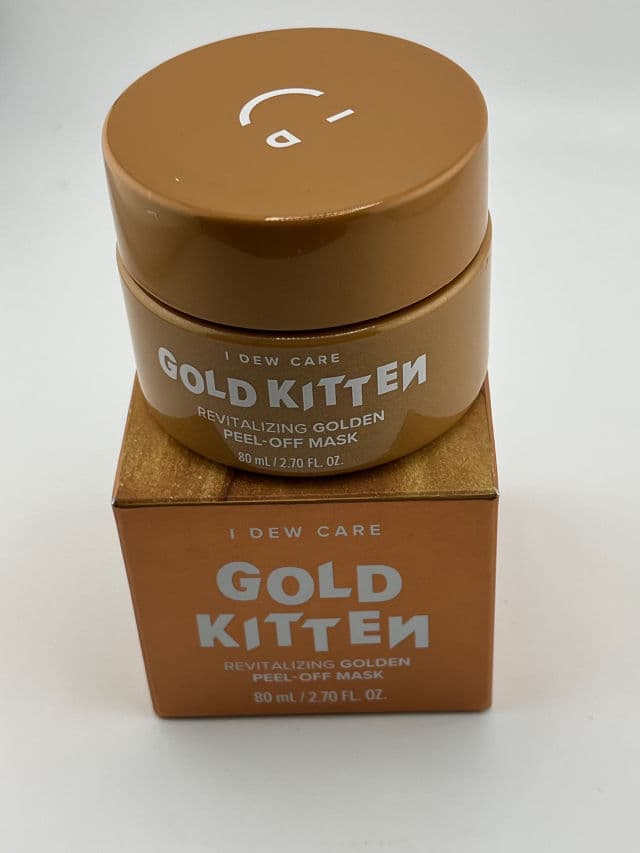 I D
I DEW CARE
GOLD KITTEN
REVITALIZING GOLDEN
PEEL-OFF MASK
80 mL / 2.70 FL. OZ.
I DEW CARE
GOLD
KITTEN
REVITALIZING GOLDEN
PEEL-OFF MASK
80 mL / 2.70 FL. OZ.